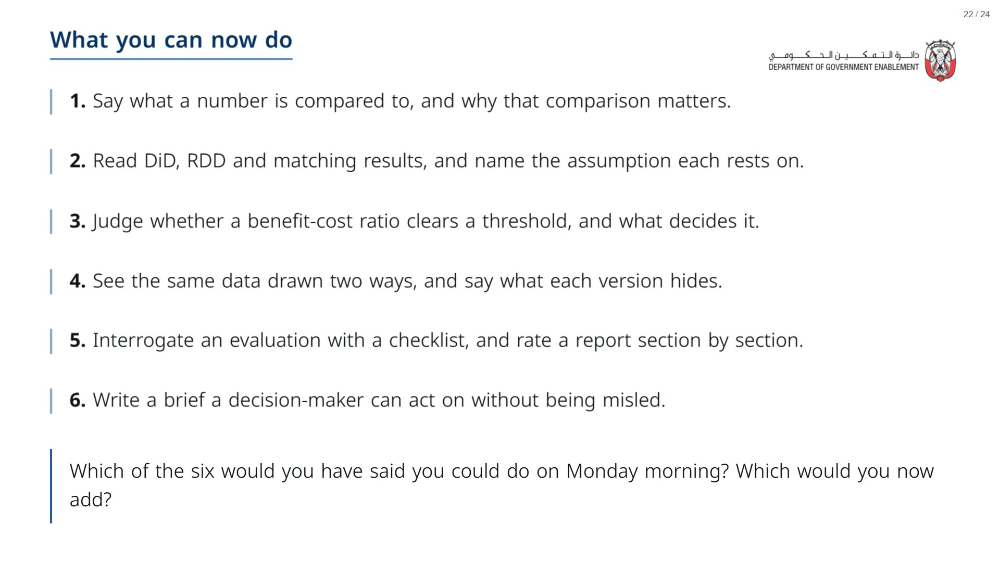 22 / 24
What you can now do
دائرة التمكين الحكومي
DEPARTMENT OF GOVERNMENT ENABLEMENT
1. Say what a number is compared to, and why that comparison matters.
2. Read DiD, RDD and matching results, and name the assumption each rests on.
3. Judge whether a benefit-cost ratio clears a threshold, and what decides it.
4. See the same data drawn two ways, and say what each version hides.
5. Interrogate an evaluation with a checklist, and rate a report section by section.
6. Write a brief a decision-maker can act on without being misled.
Which of the six would you have said you could do on Monday morning? Which would you now
add?